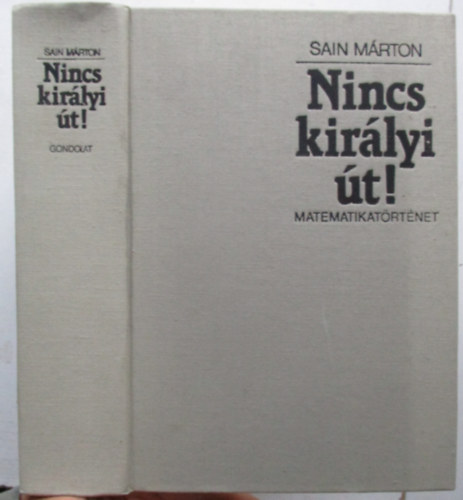 SAIN MÁRTON
Nincs
királyi
út!
GONDOLAT
SAIN MÁRTON
Nincs
királyi
út!
MATEMATIKATÖRTÉNET